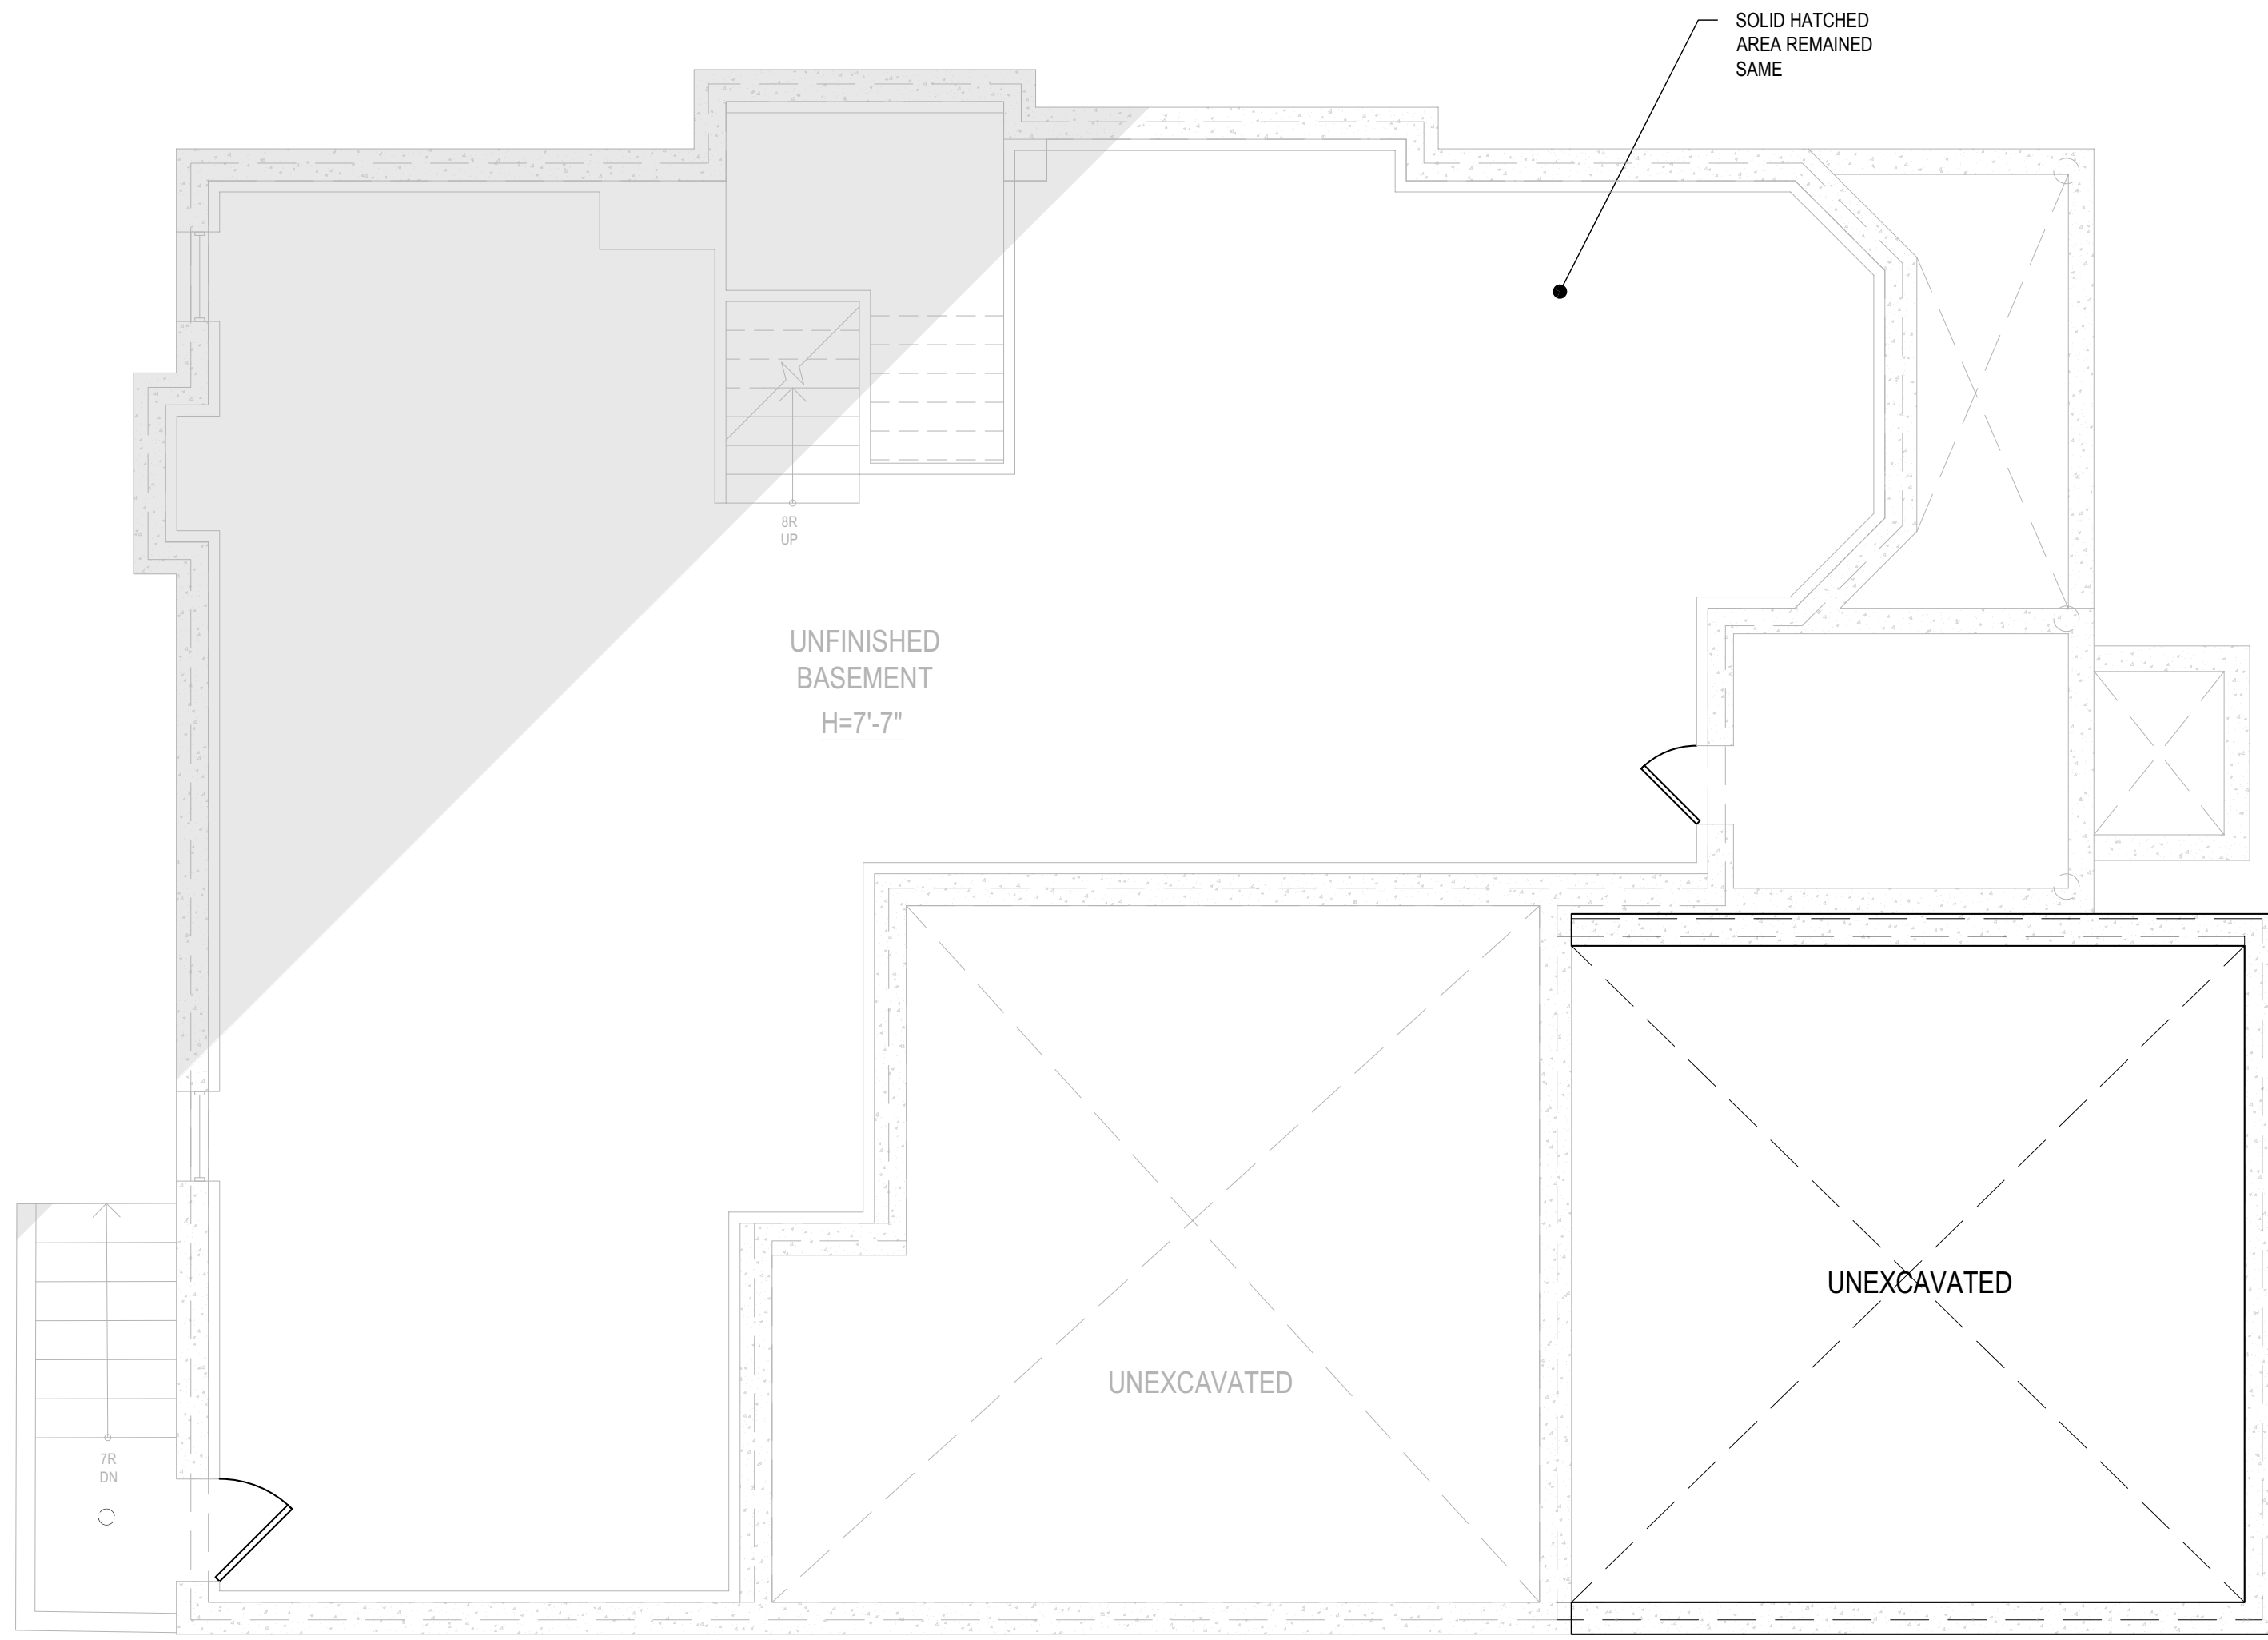 SOLID HATCHED
AREA REMAINED
SAME
8R
UP
UNFINISHED
BASEMENT
H=7'-7"
UNEXCAVATED
UNEXCAVATED
7R
DN